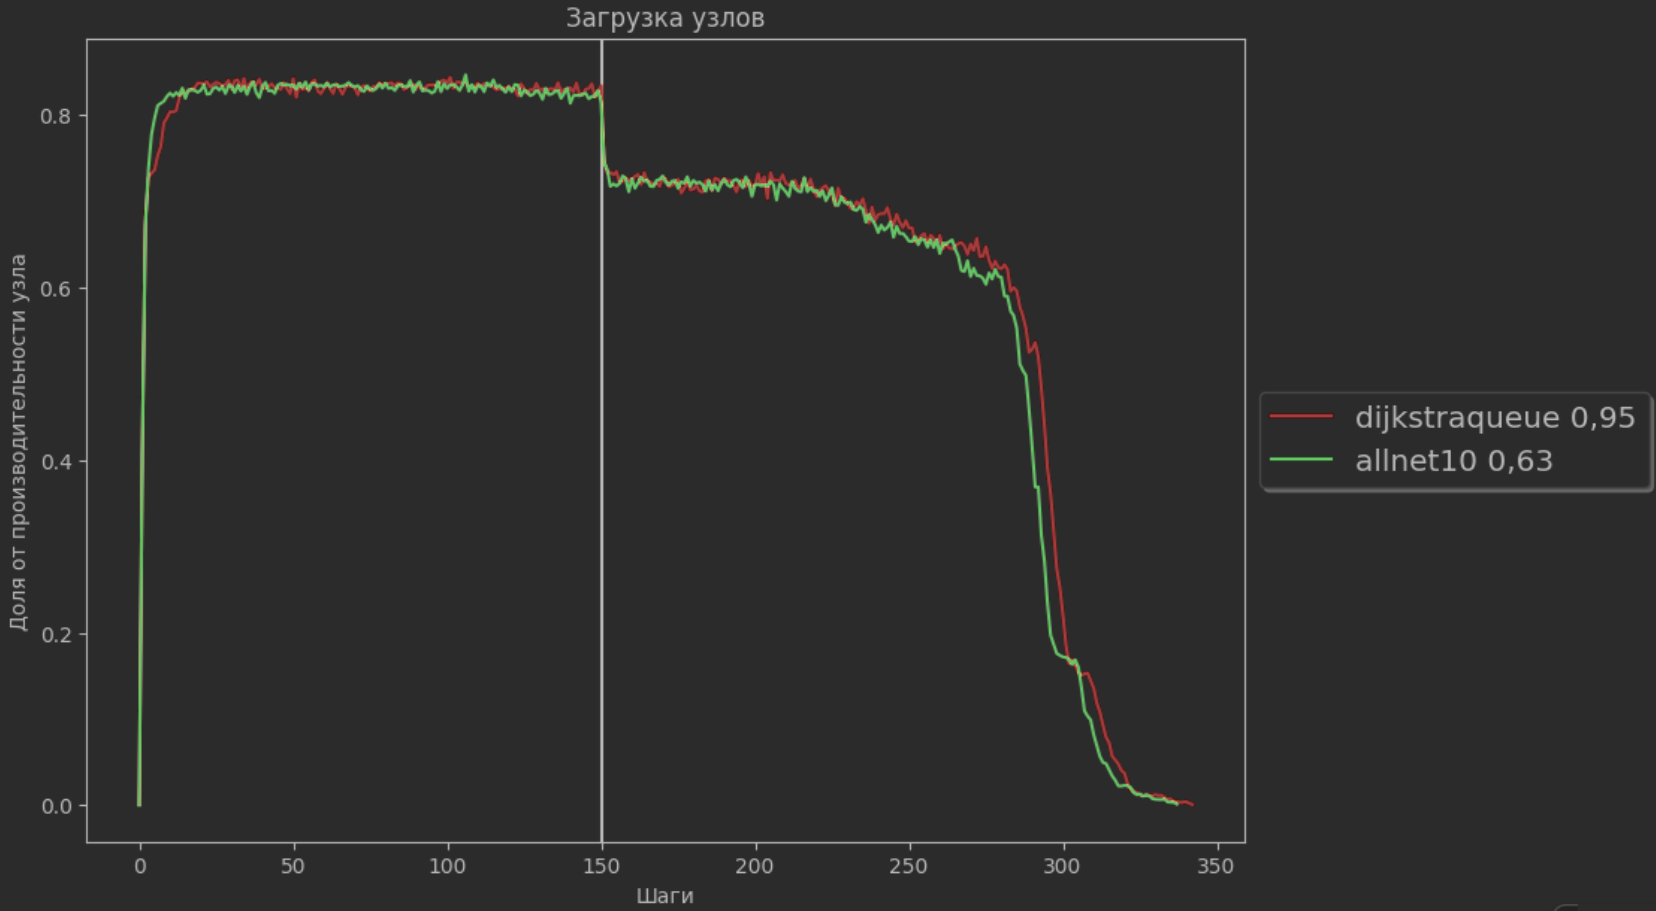 Загрузка узлов
Доля от производительности узла
0.8
0.6
0.4
0.2
0.0
0 50 100 150 200 250 300 350
Шаги
dijkstraqueue 0,95
allnet10 0,63